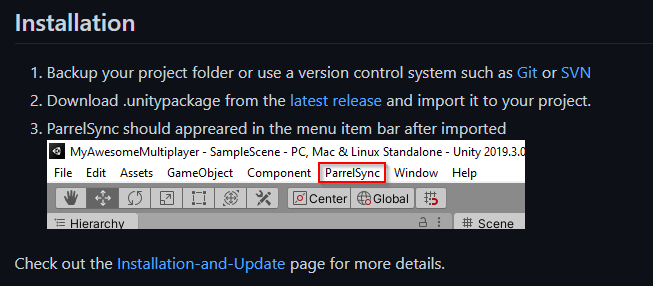 Installation
1. Backup your project folder or use a version control system such as Git or SVN
2. Download .unitypackage from the latest release and import it to your project.
3. ParrelSync should appreared in the menu item bar after imported
MyAwesomeMultiplayer - SampleScene - PC, Mac & Linux Standalone - Unity 2019.3.0
File Edit Assets GameObject Component ParrelSync Window Help
Center Global
Hierarchy Scene
Check out the Installation-and-Update page for more details.